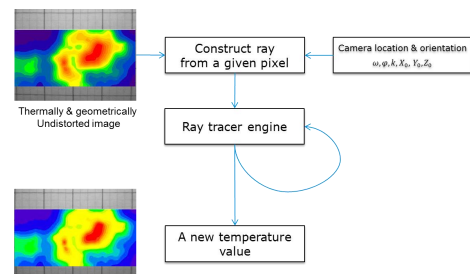 Construct ray
from a given pixel
Camera location & orientation
ω, φ, k, X₀, Y₀, Z₀
Thermally & geometrically
Undistorted image
Ray tracer engine
A new temperature
value